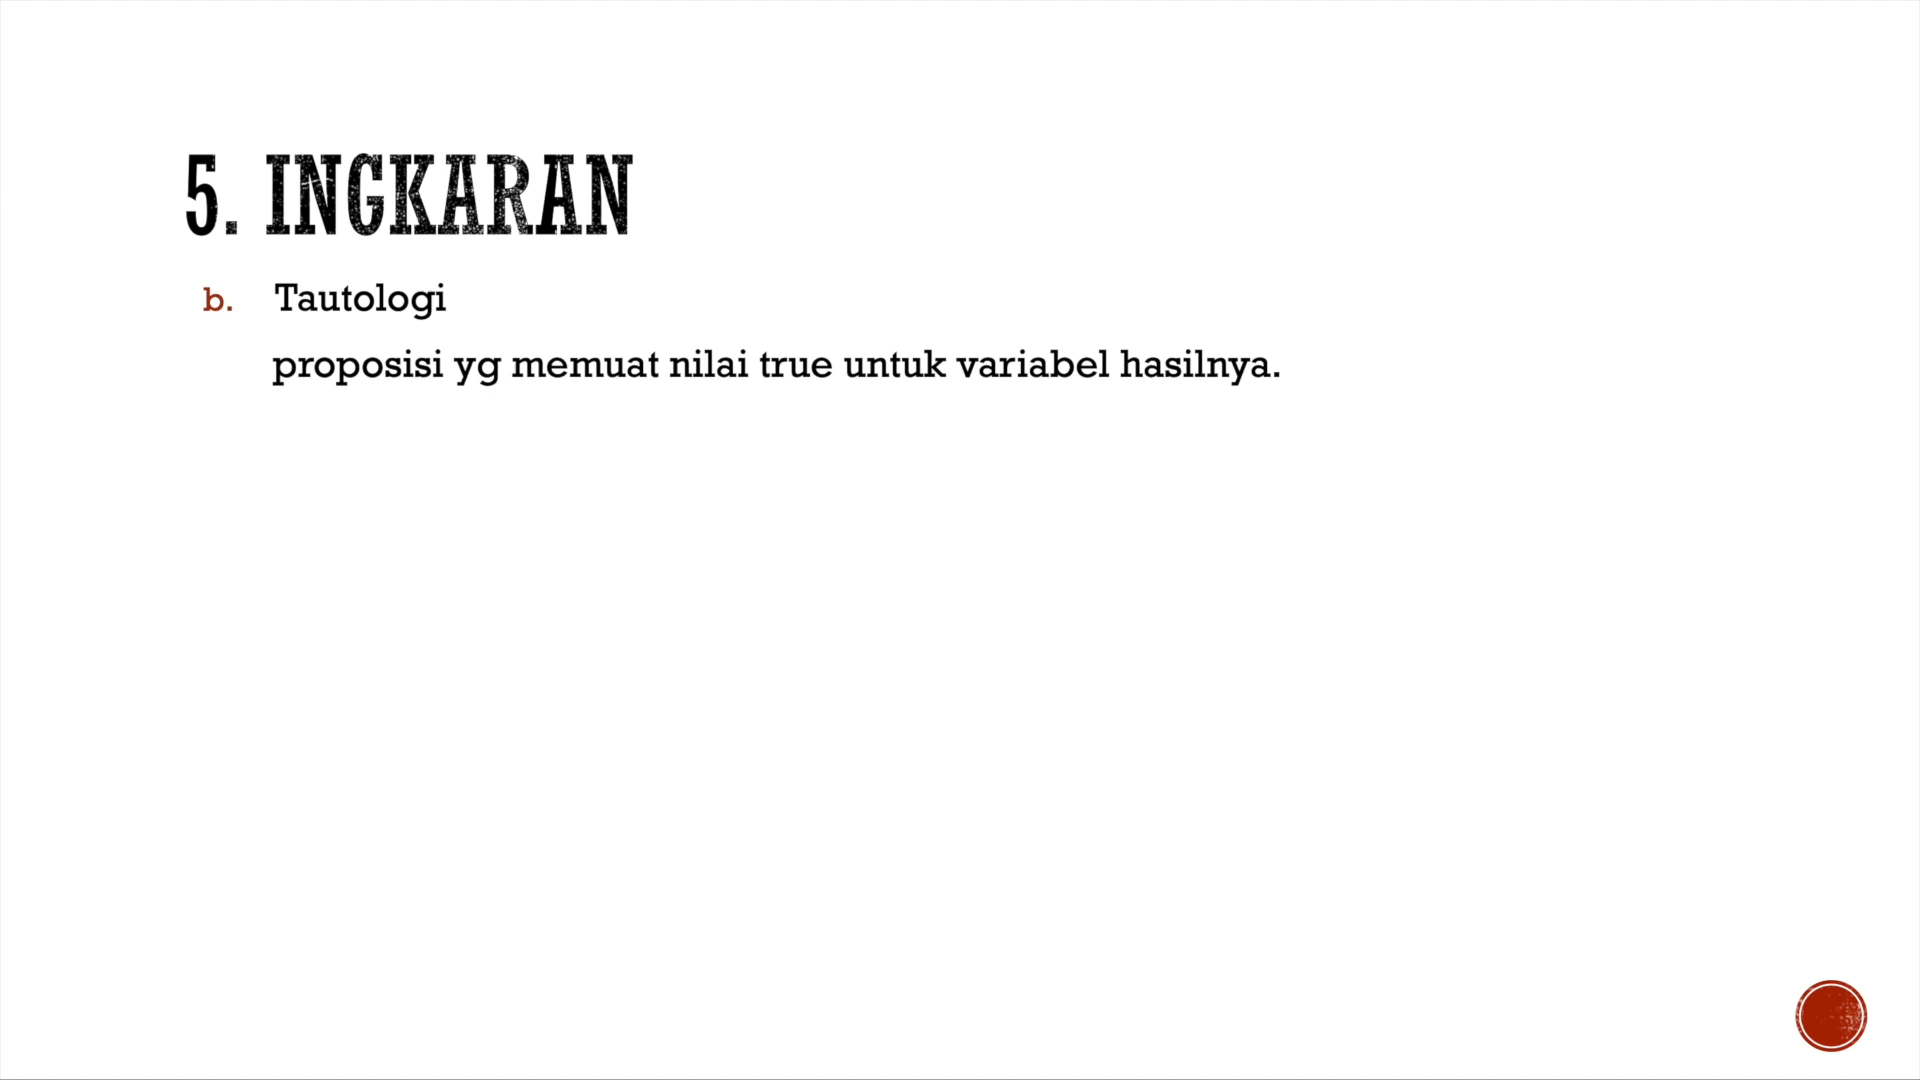 5. INGKARAN
b. Tautologi
proposisi yg memuat nilai true untuk variabel hasilnya.